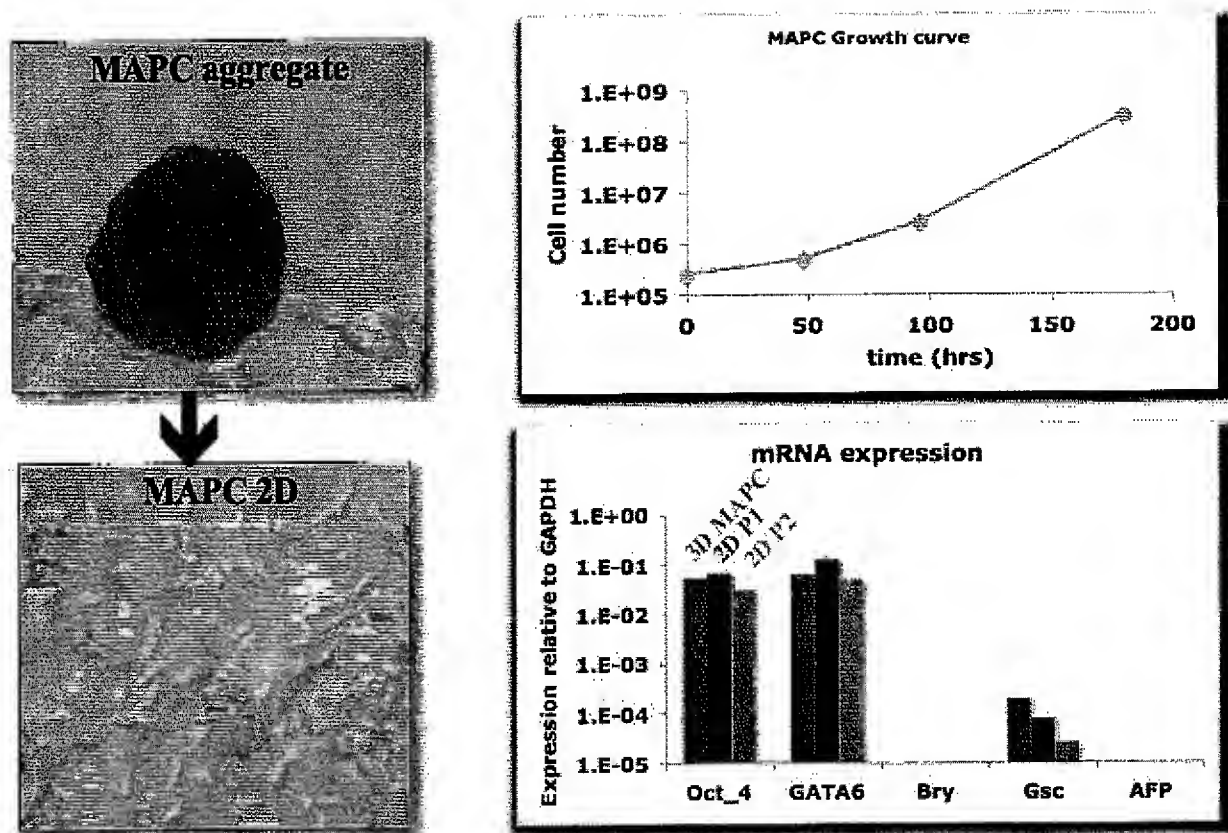 MAPC aggregate
MAPC 2D
MAPC Growth curve
Cell number
1.E+09
1.E+08
1.E+07
1.E+06
1.E+05
0
50
100
150
200
time (hrs)
mRNA expression
Expression relative to GAPDH
1.E+00
1.E-01
1.E-02
1.E-03
1.E-04
1.E-05
3D MAPC
2D P1
2D P2
Oct_4
GATA6
Bry
Gsc
AFP